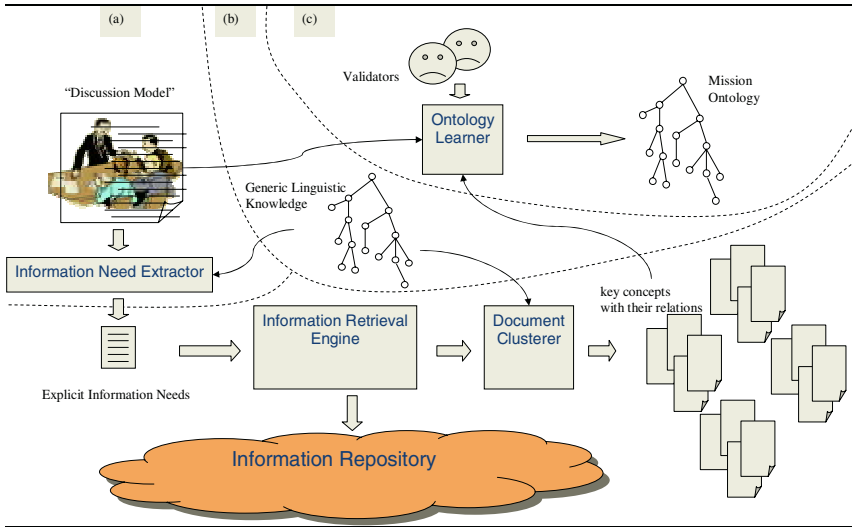 (a)
(b)
(c)
Validators
"Discussion Model"
Mission
Ontology
Ontology
Learner
Generic Linguistic
Knowledge
Information Need Extractor
key concepts
with their relations
Information Retrieval
Engine
Document
Clusterer
Explicit Information Needs
Information Repository